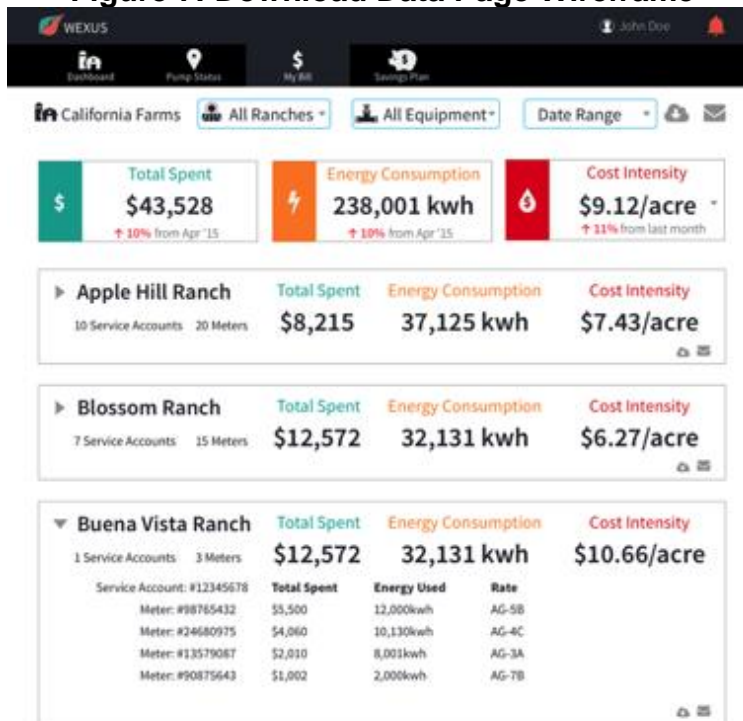 Figure 7: Download Data Page Wireframe
WEXUS John Doe
Dashboard Pump Status My Bill Savings Plan
California Farms All Ranches All Equipment Date Range
Total Spent Energy Consumption Cost Intensity
$43,528 238,001 kwh $9.12/acre
↑ 10% from Apr '15 ↑ 10% from Apr '15 ↑ 11% from last month
Apple Hill Ranch Total Spent Energy Consumption Cost Intensity
10 Service Accounts 20 Meters $8,215 37,125 kwh $7.43/acre
Blossom Ranch Total Spent Energy Consumption Cost Intensity
7 Service Accounts 15 Meters $12,572 32,131 kwh $6.27/acre
Buena Vista Ranch Total Spent Energy Consumption Cost Intensity
1 Service Accounts 3 Meters $12,572 32,131 kwh $10.66/acre
Service Account: #12345678 Total Spent Energy Used Rate
Meter: #98765432 $5,500 12,000kwh AG-5B
Meter: #24680975 $4,060 10,130kwh AG-4C
Meter: #13579087 $2,010 8,001kwh AG-3A
Meter: #90875643 $1,002 2,000kwh AG-7B